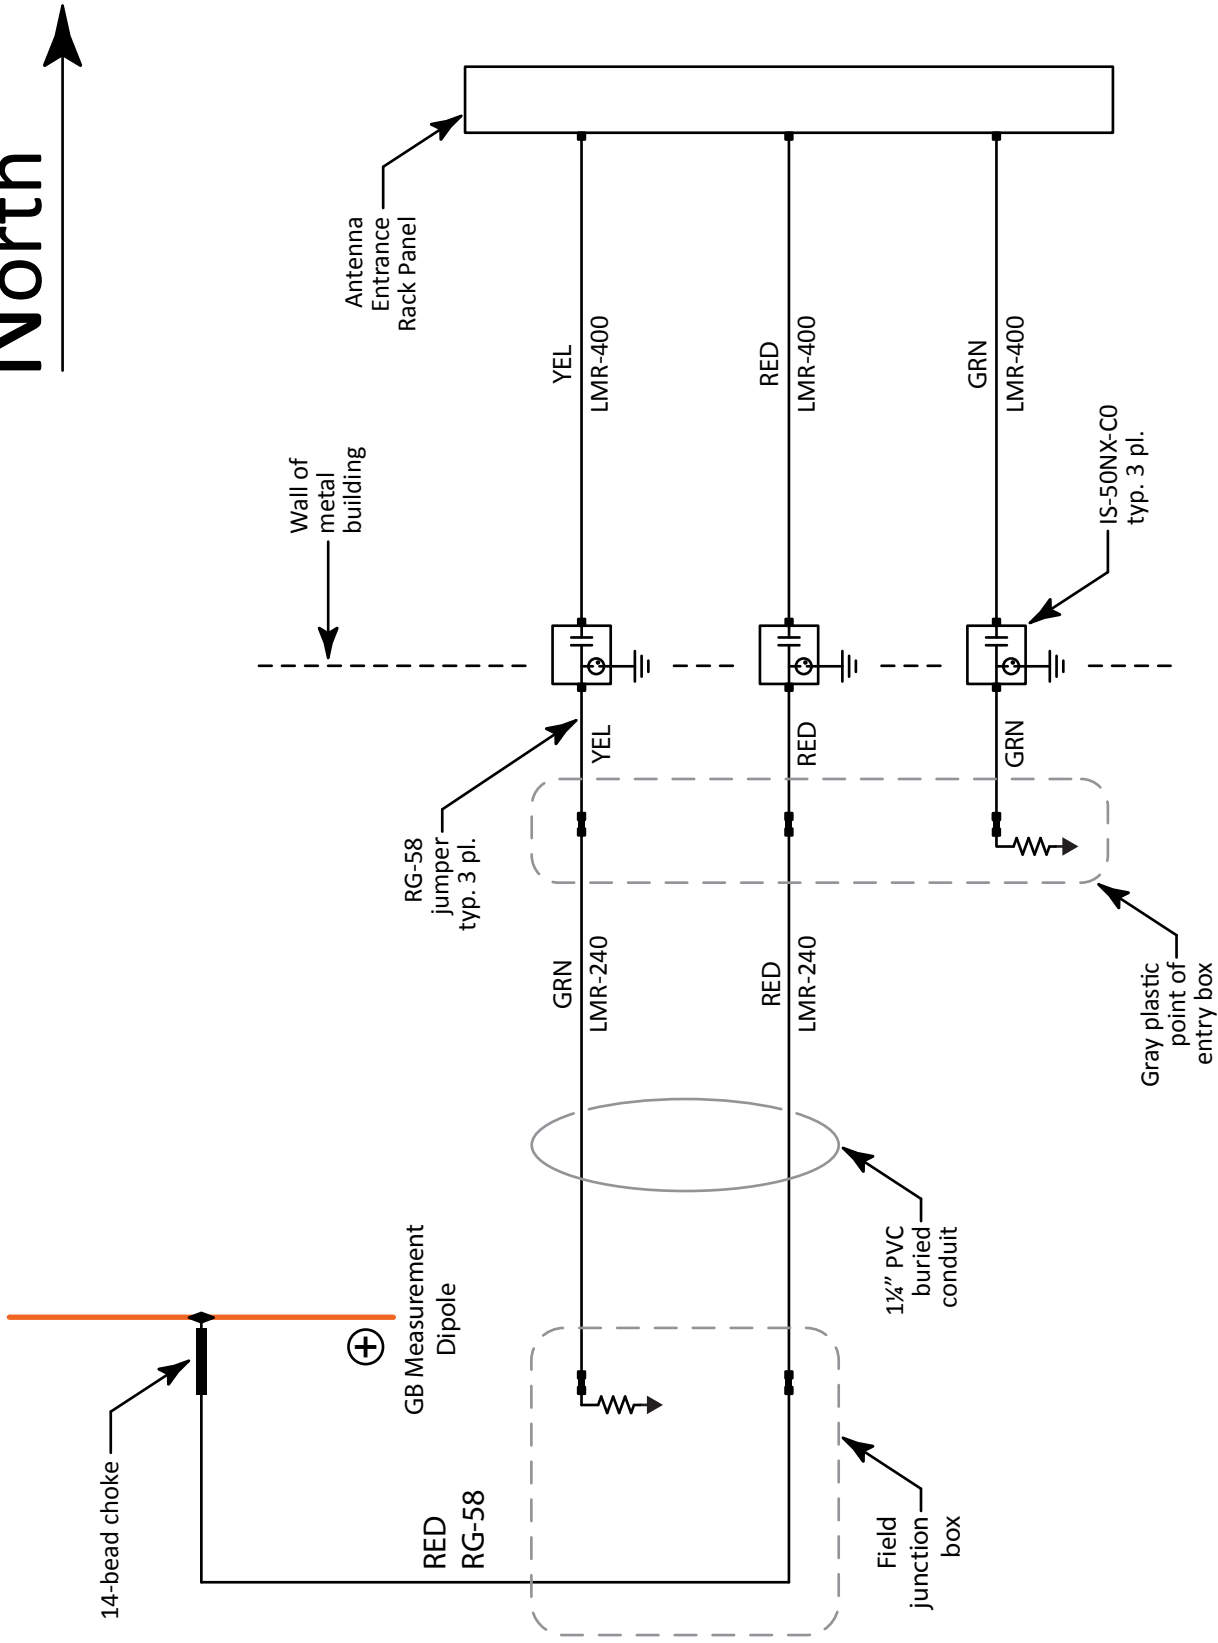 North
Antenna
Entrance
Rack Panel
YEL
LMR-400
RED
LMR-400
GRN
LMR-400
Wall of
metal
building
IS-50NX-C0
typ. 3 pl.
RG-58
jumper
typ. 3 pl.
YEL
RED
GRN
GRN
LMR-240
RED
LMR-240
Gray plastic
point of
entry box
1¼” PVC
buried
conduit
GB Measurement
Dipole
14-bead choke
RED
RG-58
Field
junction
box